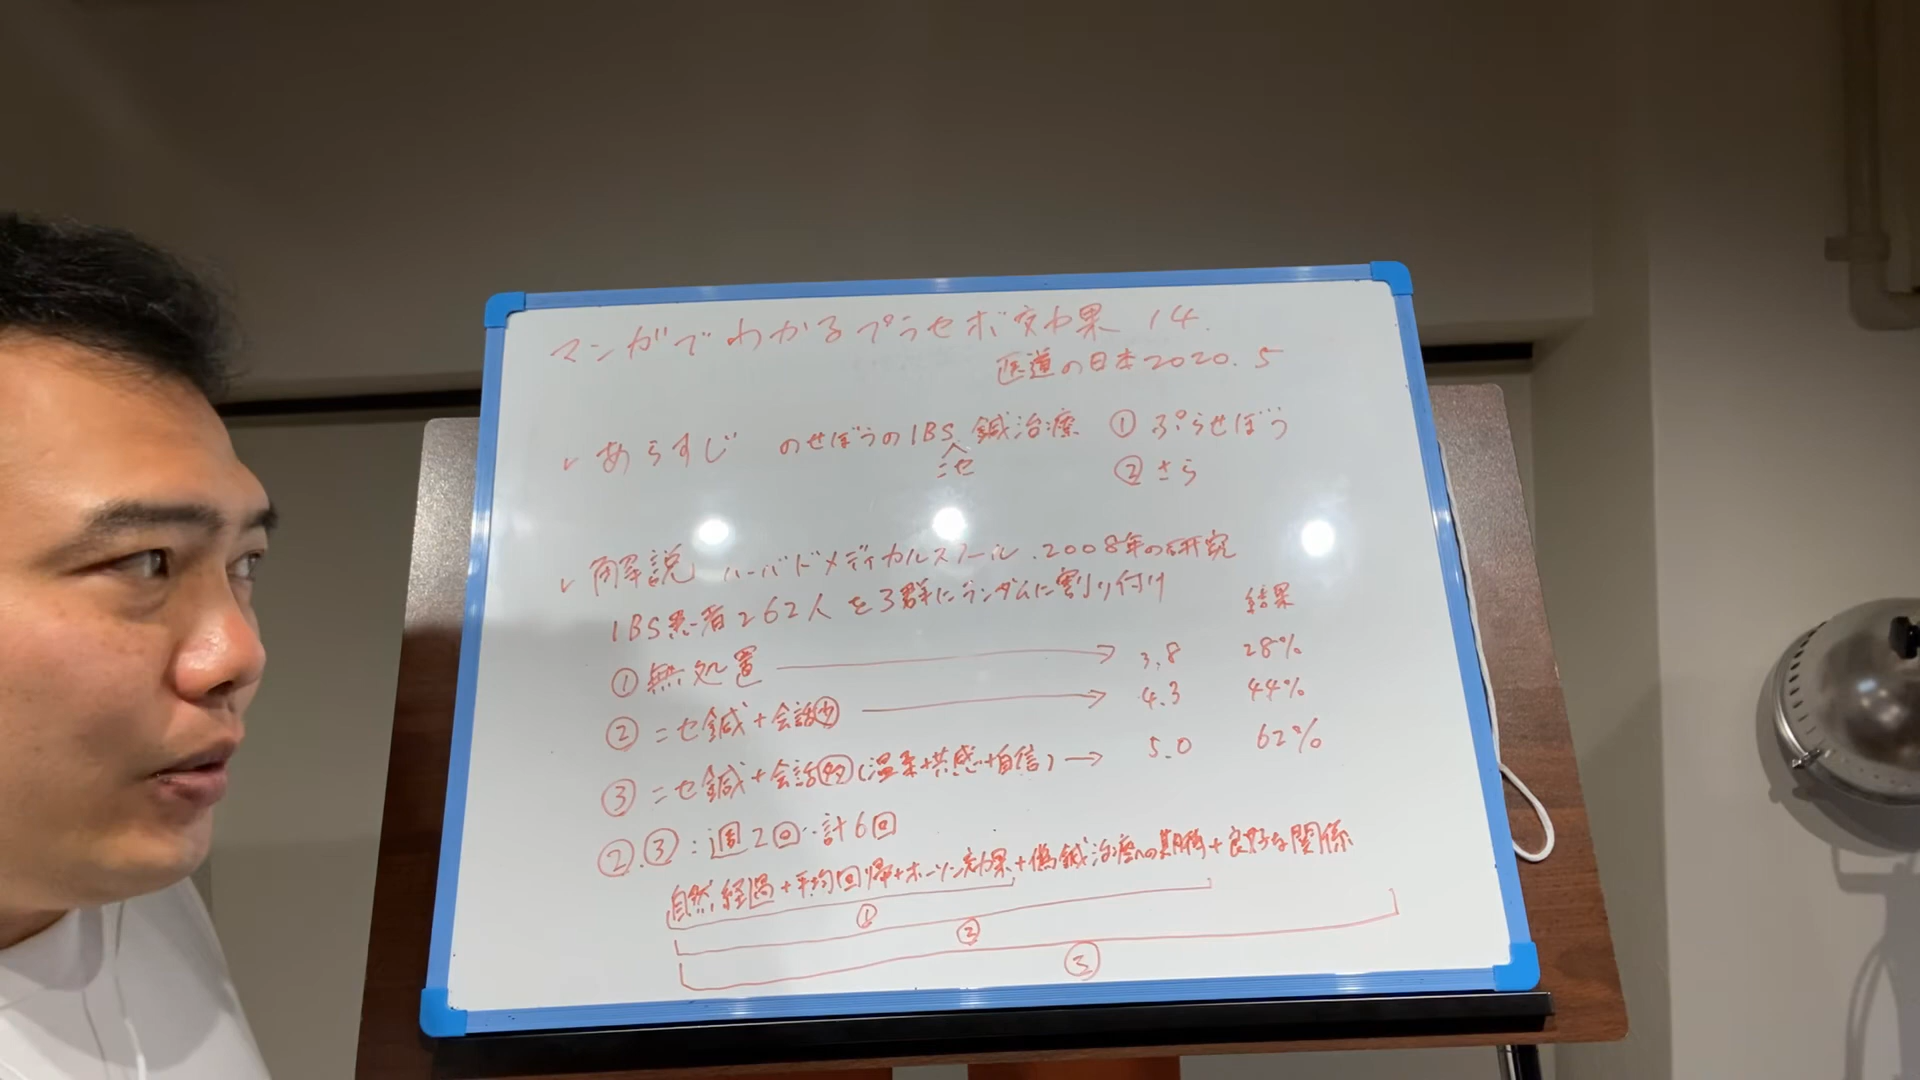 マンガでわかるプラセボ効果 14.
医道の日本2020.5
✓ あらすじ のせぼうのIBS 鍼治療 ① ぷらせぼう
ニセ
② さら
✓ 解説 ハーバードメディカルスクール.2008年の研究
IBS患者262人を3群にランダムに割り付け 結果
① 無処置 → 3.8 28%
② ニセ鍼+会話少 → 4.3 44%
③ ニセ鍼+会話多(温柔+共感+自信) → 5.0 62%
②.③:週2回…計6回
自然経過+平均回帰+ホーソン効果+偽鍼治療への期待+良好な関係
①
②
③